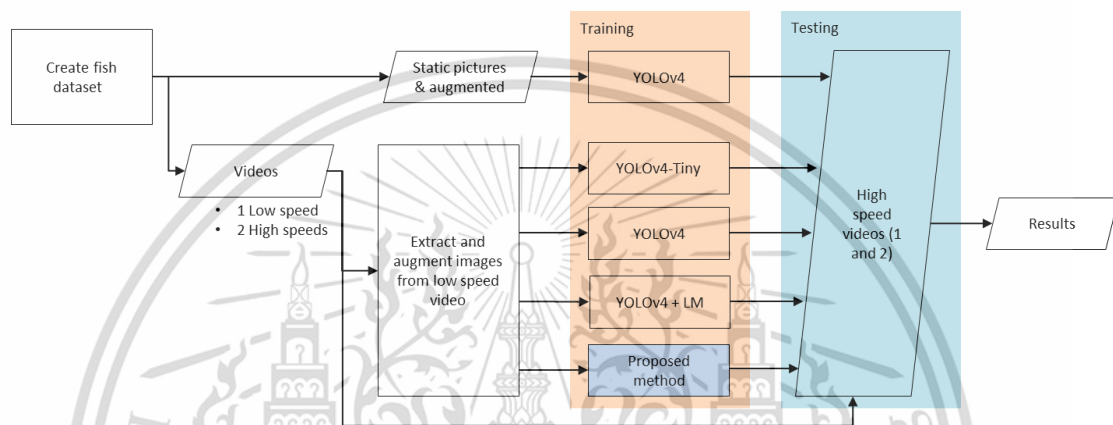 Training
Testing
Create fish
dataset
Static pictures
& augmented
YOLOv4
Videos
• 1 Low speed
• 2 High speeds
Extract and
augment images
from low speed
video
YOLOv4-Tiny
YOLOv4
YOLOv4 + LM
Proposed
method
High
speed
videos (1
and 2)
Results